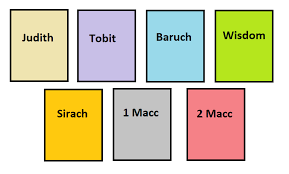 Judith
Tobit
Baruch
Wisdom
Sirach
1 Macc
2 Macc